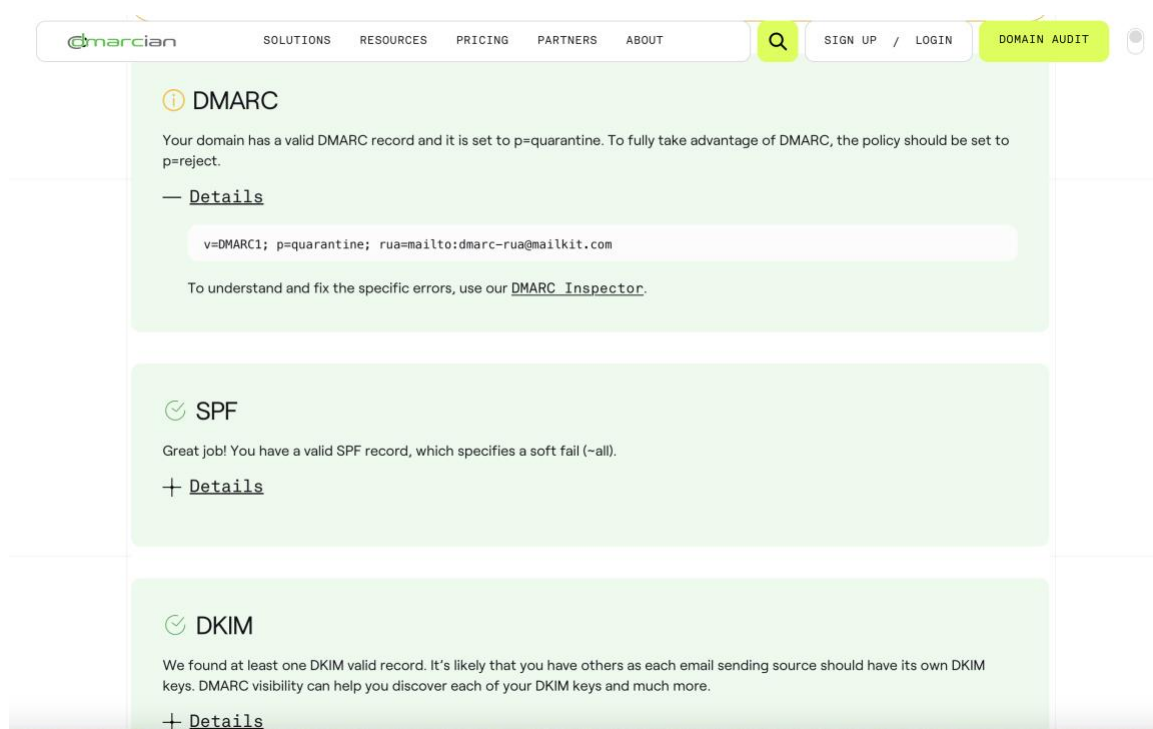 dmarcian
SOLUTIONS RESOURCES PRICING PARTNERS ABOUT
SIGN UP / LOGIN
DOMAIN AUDIT
DMARC
Your domain has a valid DMARC record and it is set to p=quarantine. To fully take advantage of DMARC, the policy should be set to
p=reject.
— Details
v=DMARC1; p=quarantine; rua=mailto:dmarc-rua@mailkit.com
To understand and fix the specific errors, use our DMARC Inspector.
SPF
Great job! You have a valid SPF record, which specifies a soft fail (~all).
+ Details
DKIM
We found at least one DKIM valid record. It’s likely that you have others as each email sending source should have its own DKIM
keys. DMARC visibility can help you discover each of your DKIM keys and much more.
+ Details